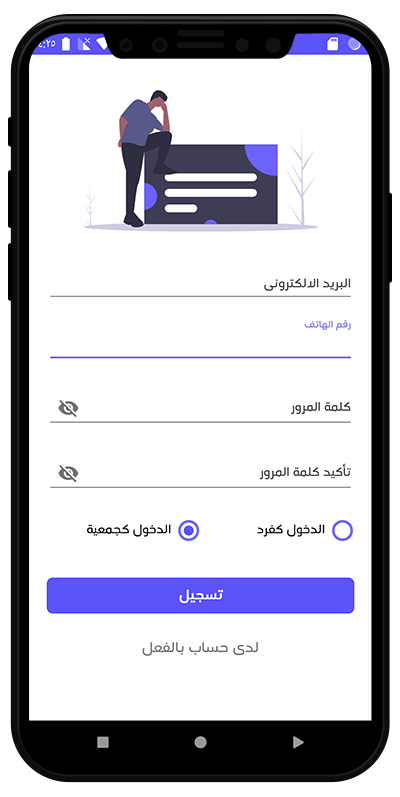 ٤:٢٥
البريد الالكترونى
رقم الهاتف
كلمة المرور
تأكيد كلمة المرور
الدخول كفرد
الدخول كجمعية
تسجيل
لدى حساب بالفعل